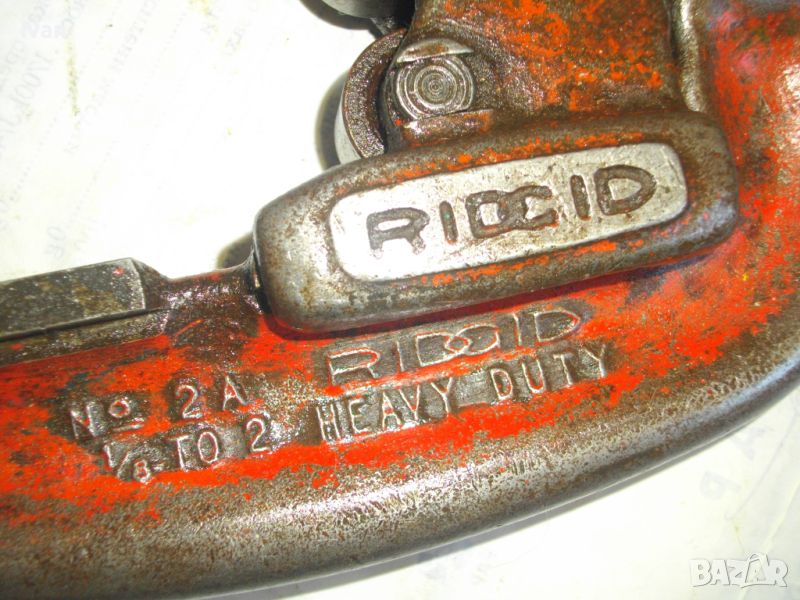 RIDGID
RIDGID
No 2A HEAVY DUTY
1/8 TO 2
BAZAR